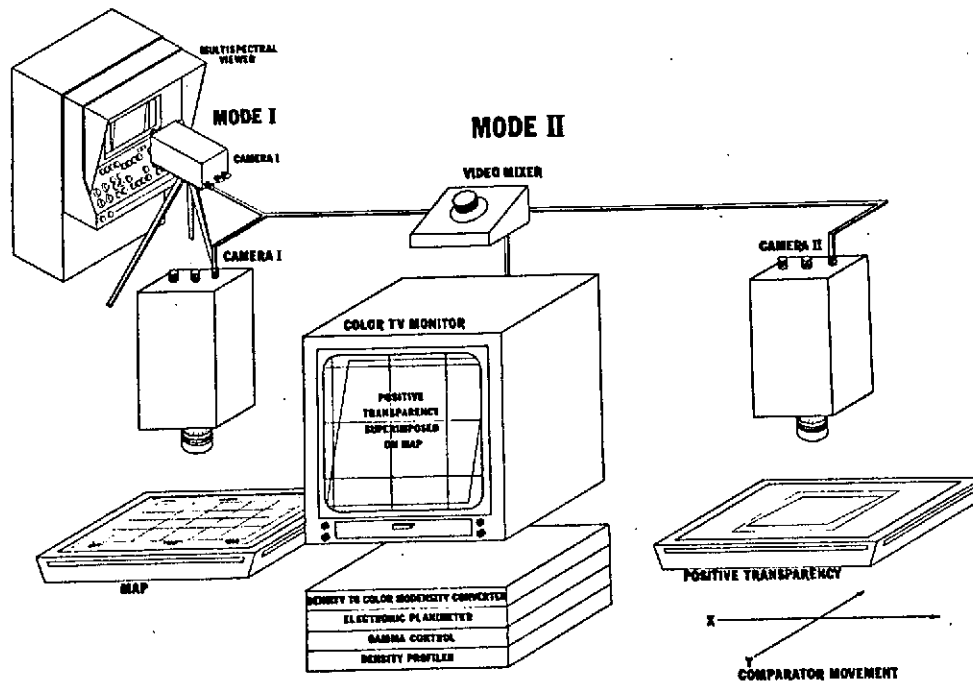 MULTISPECTRAL
VIEWER
MODE I
CAMERA I
MODE II
VIDEO MIXER
CAMERA I
CAMERA II
COLOR TV MONITOR
POSITIVE
TRANSPARENCY
SUPERIMPOSED
ON MAP
MAP
POSITIVE TRANSPARENCY
DENSITY TO COLOR ISODENSITY CONVERTER
ELECTRONIC PLANIMETER
GAMMA CONTROL
DENSITY PROFILER
X
Y
COMPARATOR MOVEMENT